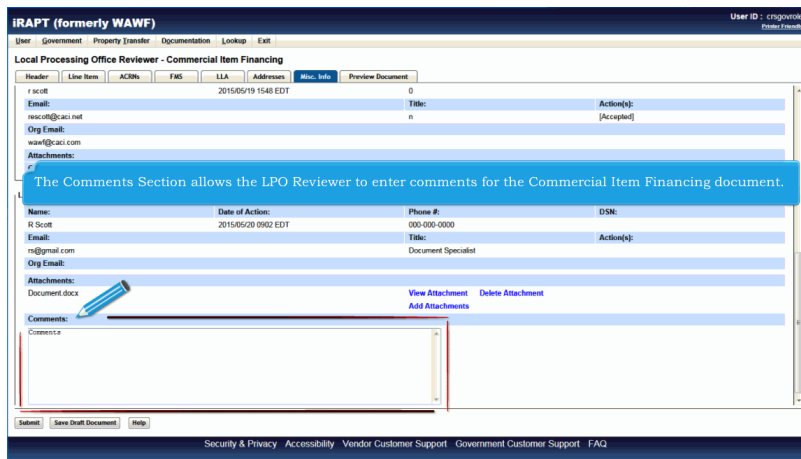 iRAPT (formerly WAWF)
User ID : crsgovrole
Printer Friendly
User Government Property Transfer Documentation Lookup Exit
Local Processing Office Reviewer - Commercial Item Financing
Header Line Item ACRNs FMS LLA Addresses Misc. Info Preview Document
r scott 2015/05/19 1548 EDT 0
Email: Title: Action(s):
rescott@caci.net n [Accepted]
Org Email:
wawf@caci.com
Attachments:
The Comments Section allows the LPO Reviewer to enter comments for the Commercial Item Financing document.
Name: Date of Action: Phone #: DSN:
R Scott 2015/05/20 0902 EDT 000-000-0000
Email: Title: Action(s):
rs@gmail.com Document Specialist
Org Email:
Attachments:
Document.docx View Attachment Delete Attachment
Add Attachments
Comments:
Comments
Submit Save Draft Document Help
Security & Privacy Accessibility Vendor Customer Support Government Customer Support FAQ